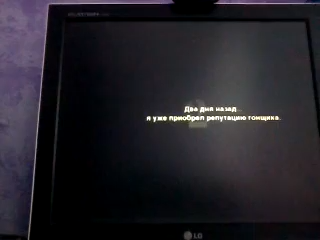 Два дня назад...
я уже приобрел репутацию гонщика.
LG